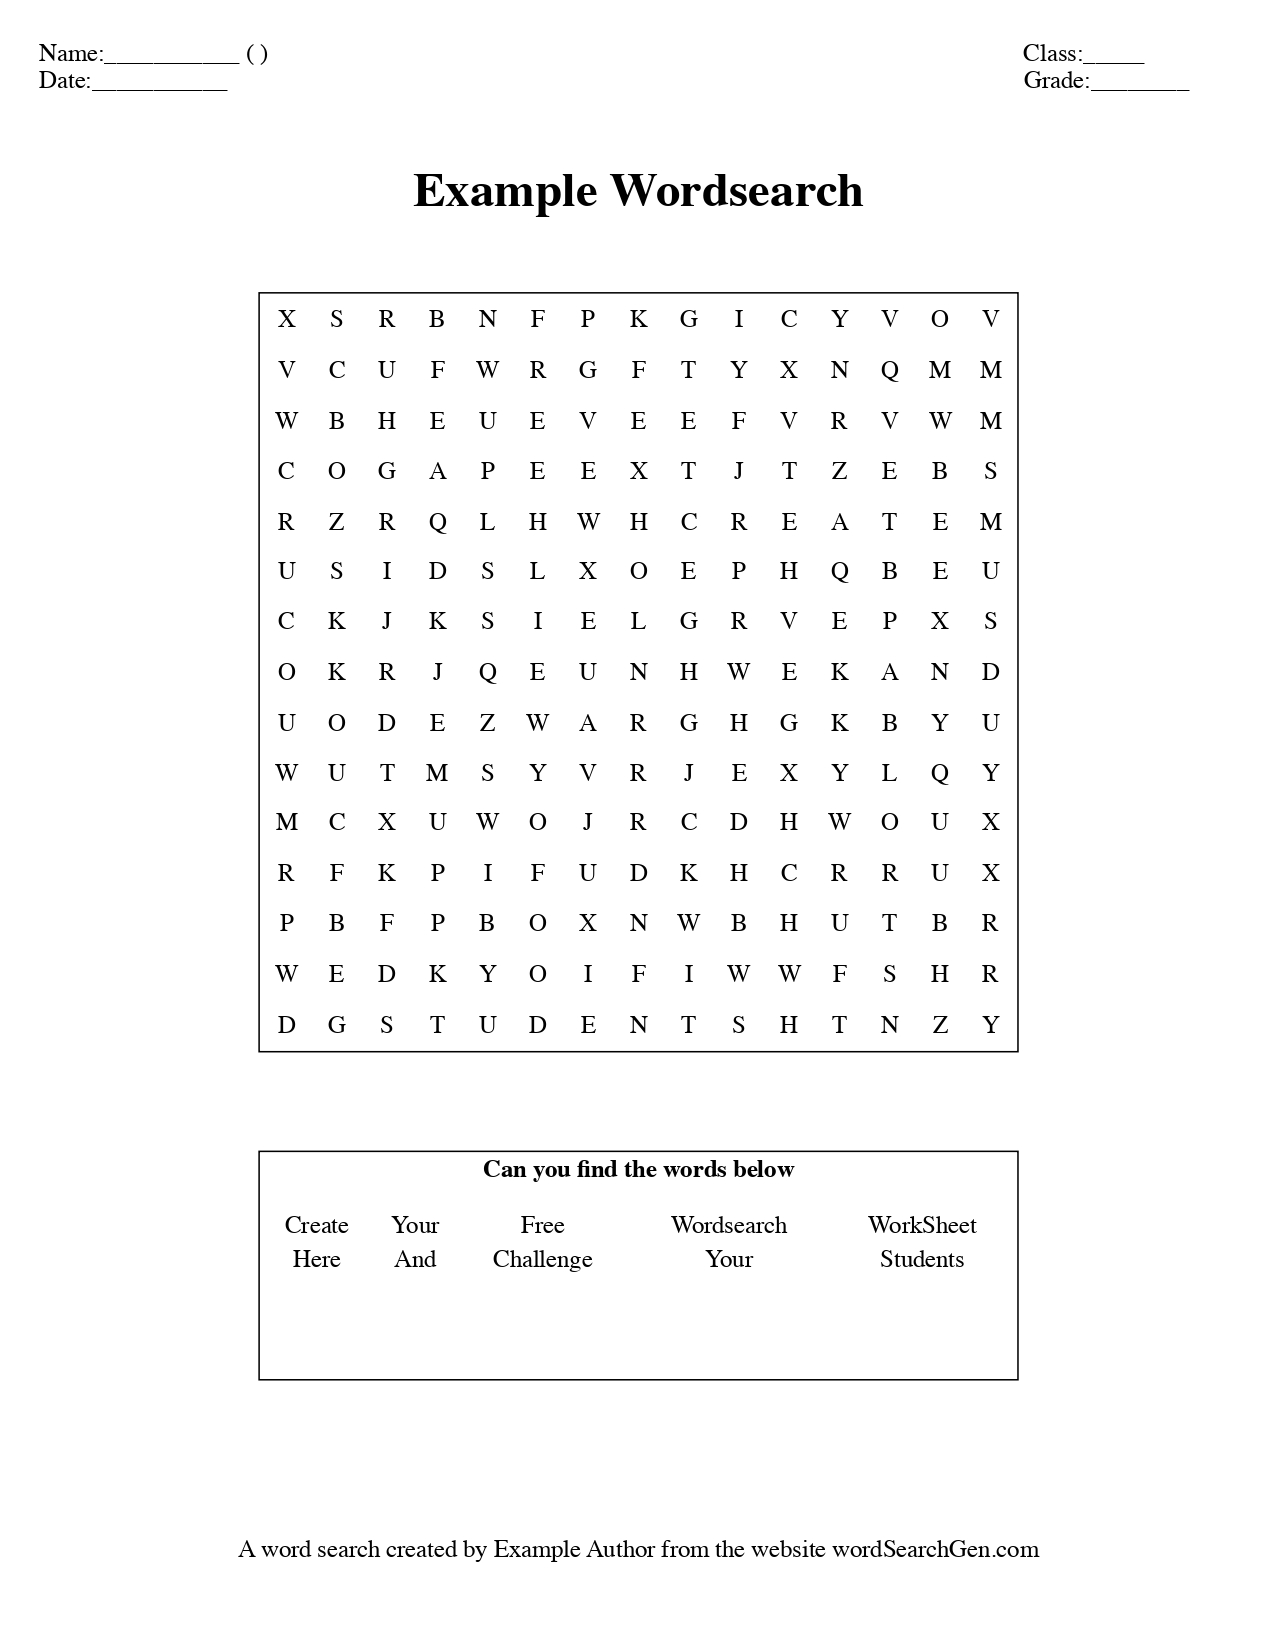 Name:___________ ( ) Class:_____
Date:___________ Grade:________
Example Wordsearch
X S R B N F P K G I C Y V O V
V C U F W R G F T Y X N Q M M
W B H E U E V E E F V R V W M
C O G A P E E X T J T Z E B S
R Z R Q L H W H C R E A T E M
U S I D S L X O E P H Q B E U
C K J K S I E L G R V E P X S
O K R J Q E U N H W E K A N D
U O D E Z W A R G H G K B Y U
W U T M S Y V R J E X Y L Q Y
M C X U W O J R C D H W O U X
R F K P I F U D K H C R R U X
P B F P B O X N W B H U T B R
W E D K Y O I F I W W F S H R
D G S T U D E N T S H T N Z Y
Can you find the words below
Create Your Free Wordsearch WorkSheet
Here And Challenge Your Students
A word search created by Example Author from the website wordSearchGen.com